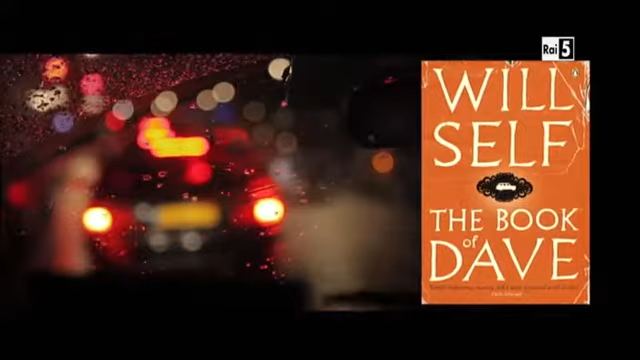 Rai 5
WILL
SELF
THE BOOK
of
DAVE